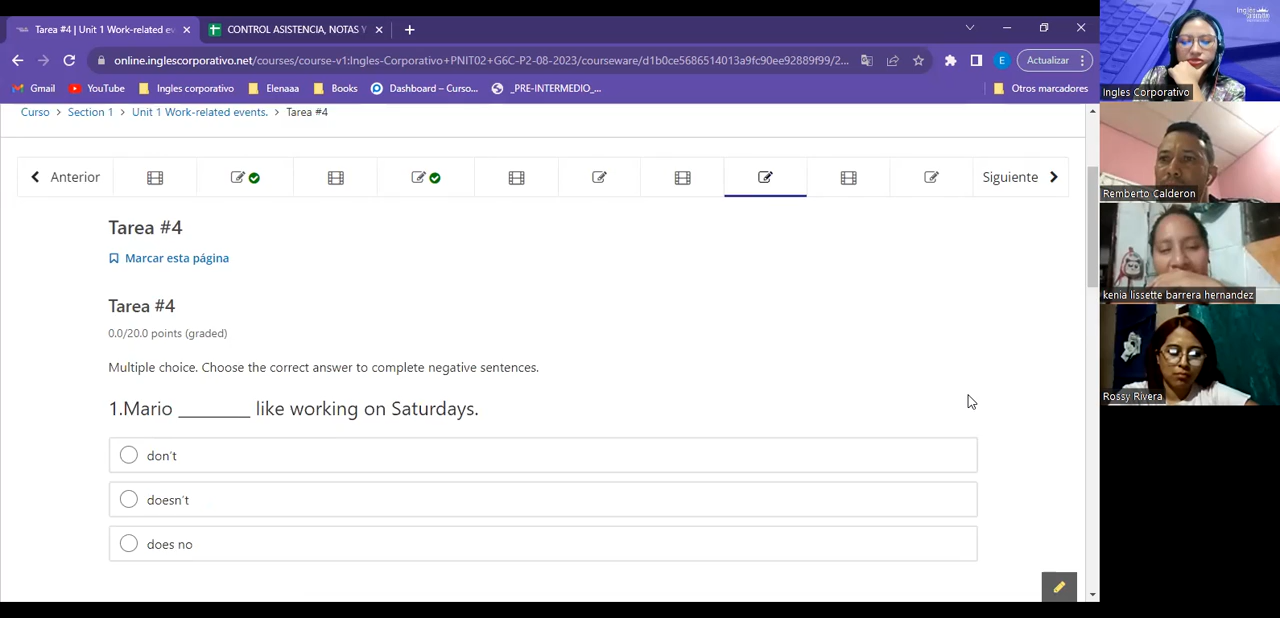 Tarea #4 | Unit 1 Work-related ev
CONTROL ASISTENCIA, NOTAS Y
online.inglescorporativo.net/courses/course-v1:Ingles-Corporativo+PNIT02+G6C-P2-08-2023/courseware/d1b0ce5686514013a9fc90ee92889f99/2...
E
Actualizar
Gmail
YouTube
Ingles corporativo
Elenaaa
Books
Dashboard – Curso...
_PRE-INTERMEDIO_...
Otros marcadores
Curso > Section 1 > Unit 1 Work-related events. > Tarea #4
Anterior
Siguiente
Tarea #4
Marcar esta página
Tarea #4
0.0/20.0 points (graded)
Multiple choice. Choose the correct answer to complete negative sentences.
1.Mario ________ like working on Saturdays.
don't
doesn't
does no
Ingles
Ingles Corporativo
Remberto Calderon
kenia lissette barrera hernandez
Rossy Rivera